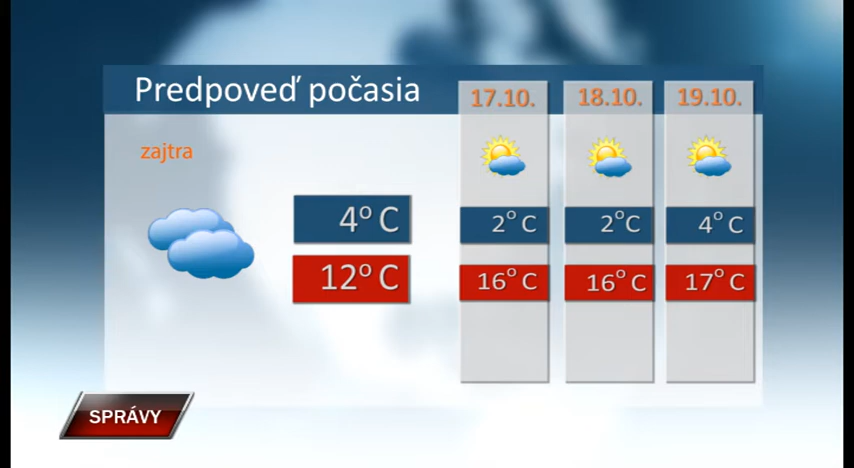 Predpoveď počasia
zajtra
4° C
12° C
17.10. 18.10. 19.10.
2° C 2°C 4° C
16° C 16° C 17° C
SPRÁVY